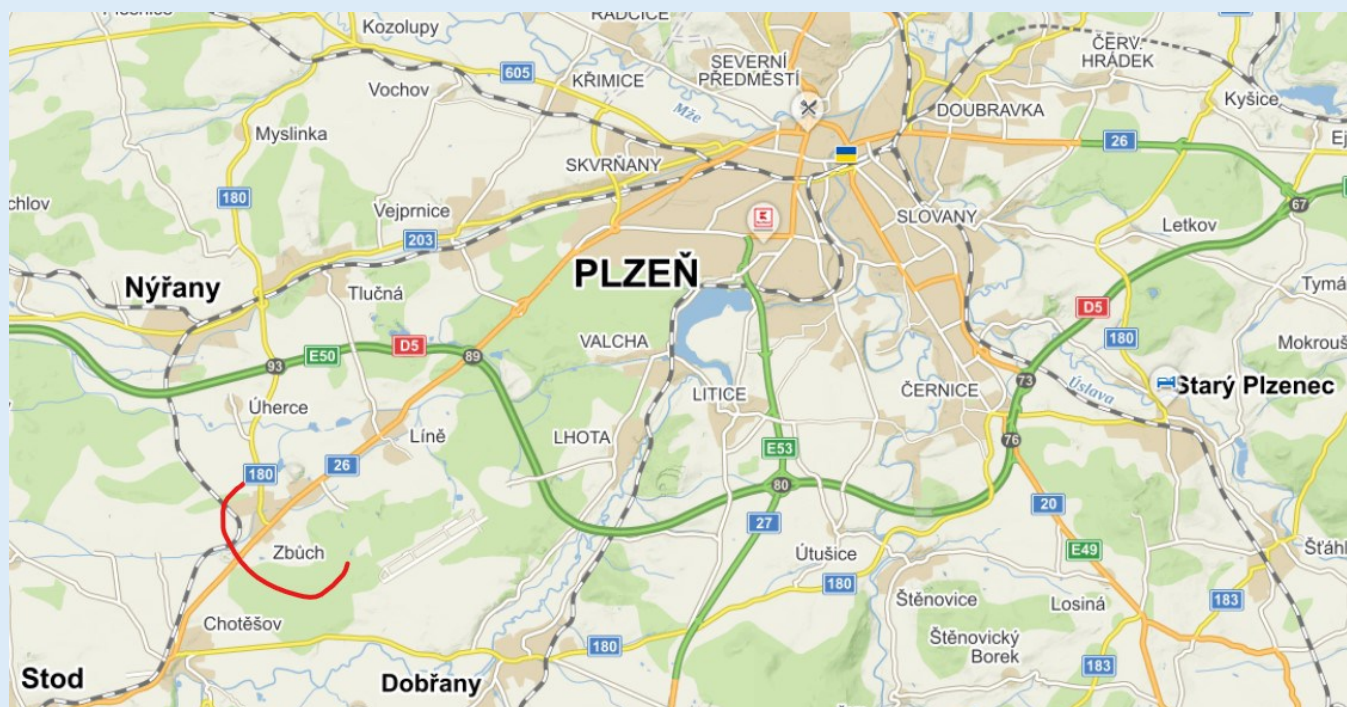 Kozolupy
RADČICE
ČERV.
HRÁDEK
SEVERNÍ
PŘEDMĚSTÍ
605
KŘIMICE
Vochov
Mže
DOUBRAVKA
Kyšice
Myslinka
26
Ej
SKVRŇANY
180
chlov
Vejprnice
203
SLOVANY
67
Letkov
Nýřany
Tlučná
PLZEŇ
Tymá
D5
180
E50
D5
VALCHA
Mokrouš
93
89
Úherce
LITICE
ČERNICE
73
Úslava
Starý Plzenec
Líně
LHOTA
E53
76
180
26
80
27
20
Zbůch
Útušice
E49
Šťáhl
180
Štěnovice
Losiná
183
Chotěšov
Štěnovický
Borek
180
183
Stod
Dobřany